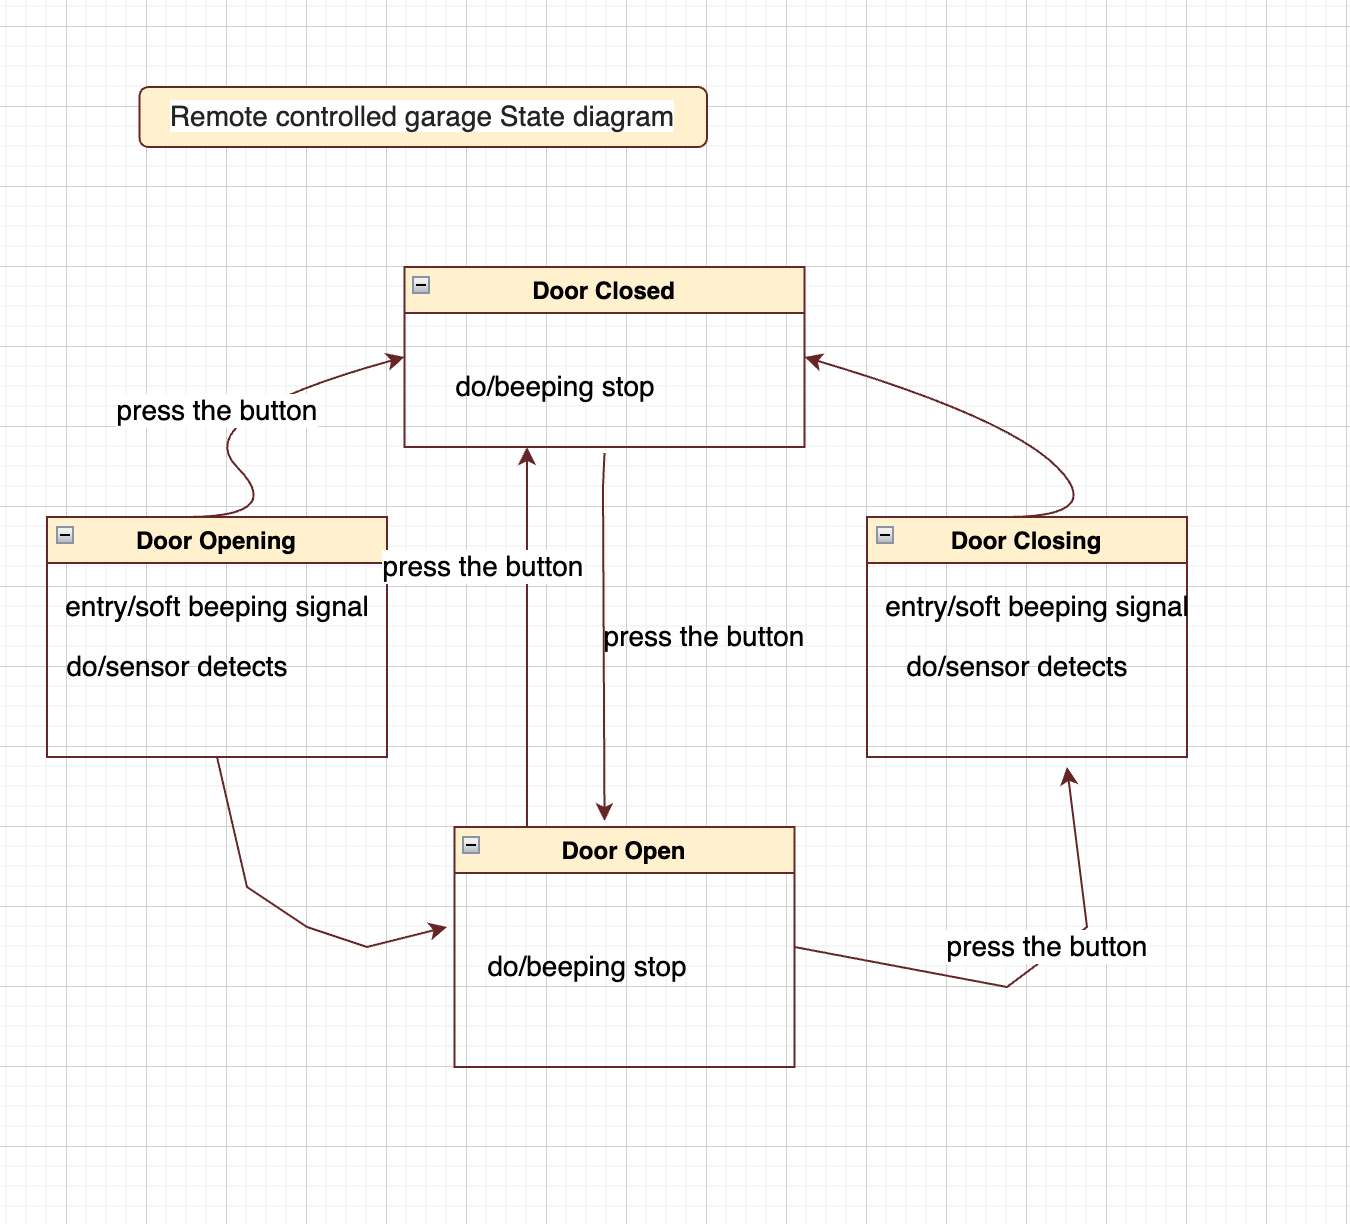 Remote controlled garage State diagram
Door Closed
do/beeping stop
press the button
Door Opening
entry/soft beeping signal
do/sensor detects
press the button
press the button
Door Closing
entry/soft beeping signal
do/sensor detects
Door Open
do/beeping stop
press the button